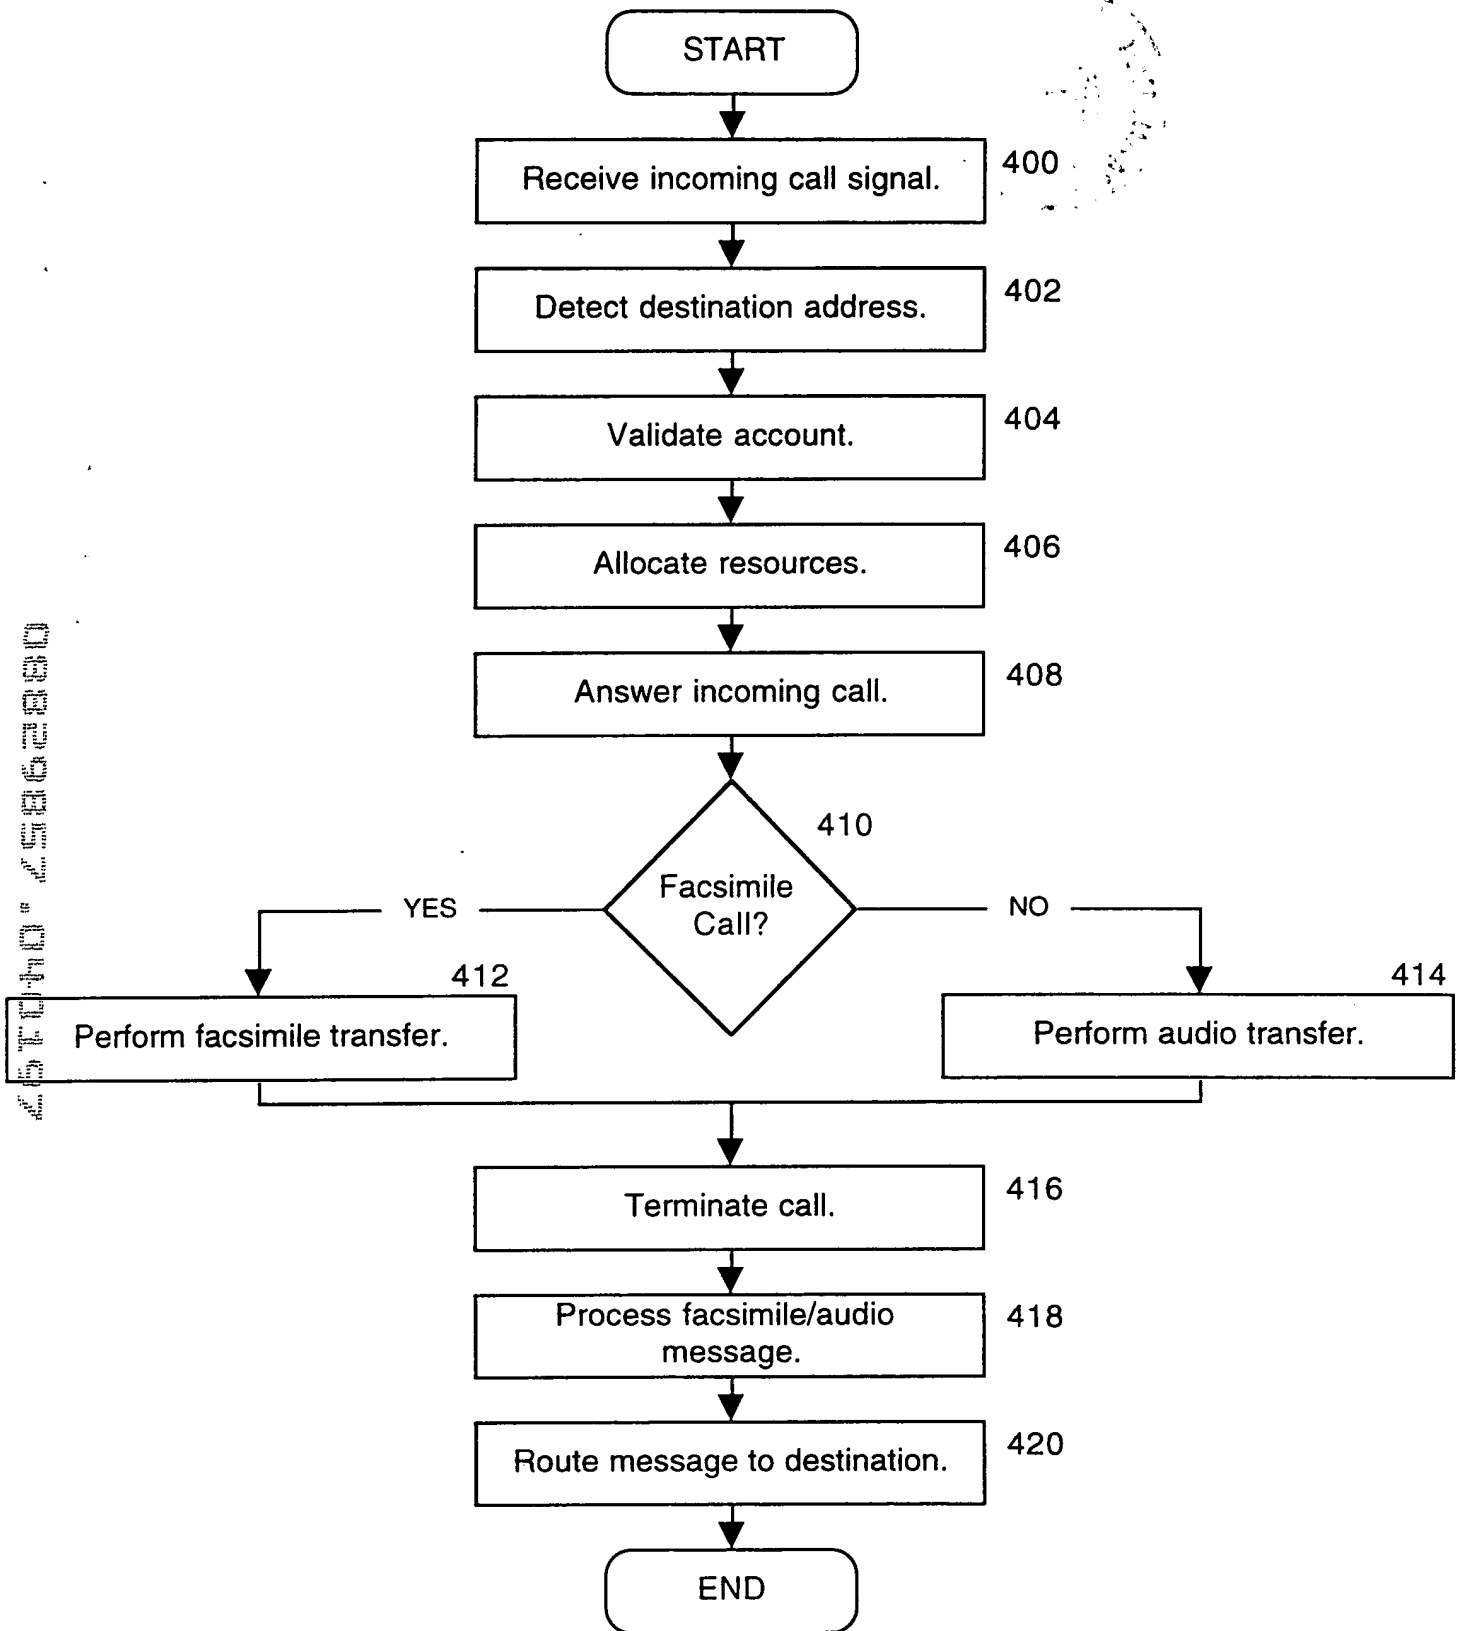 START
Receive incoming call signal.
400
Detect destination address.
402
Validate account.
404
Allocate resources.
406
Answer incoming call.
408
410
Facsimile
Call?
YES
NO
412
Perform facsimile transfer.
414
Perform audio transfer.
Terminate call.
416
Process facsimile/audio
message.
418
Route message to destination.
420
END